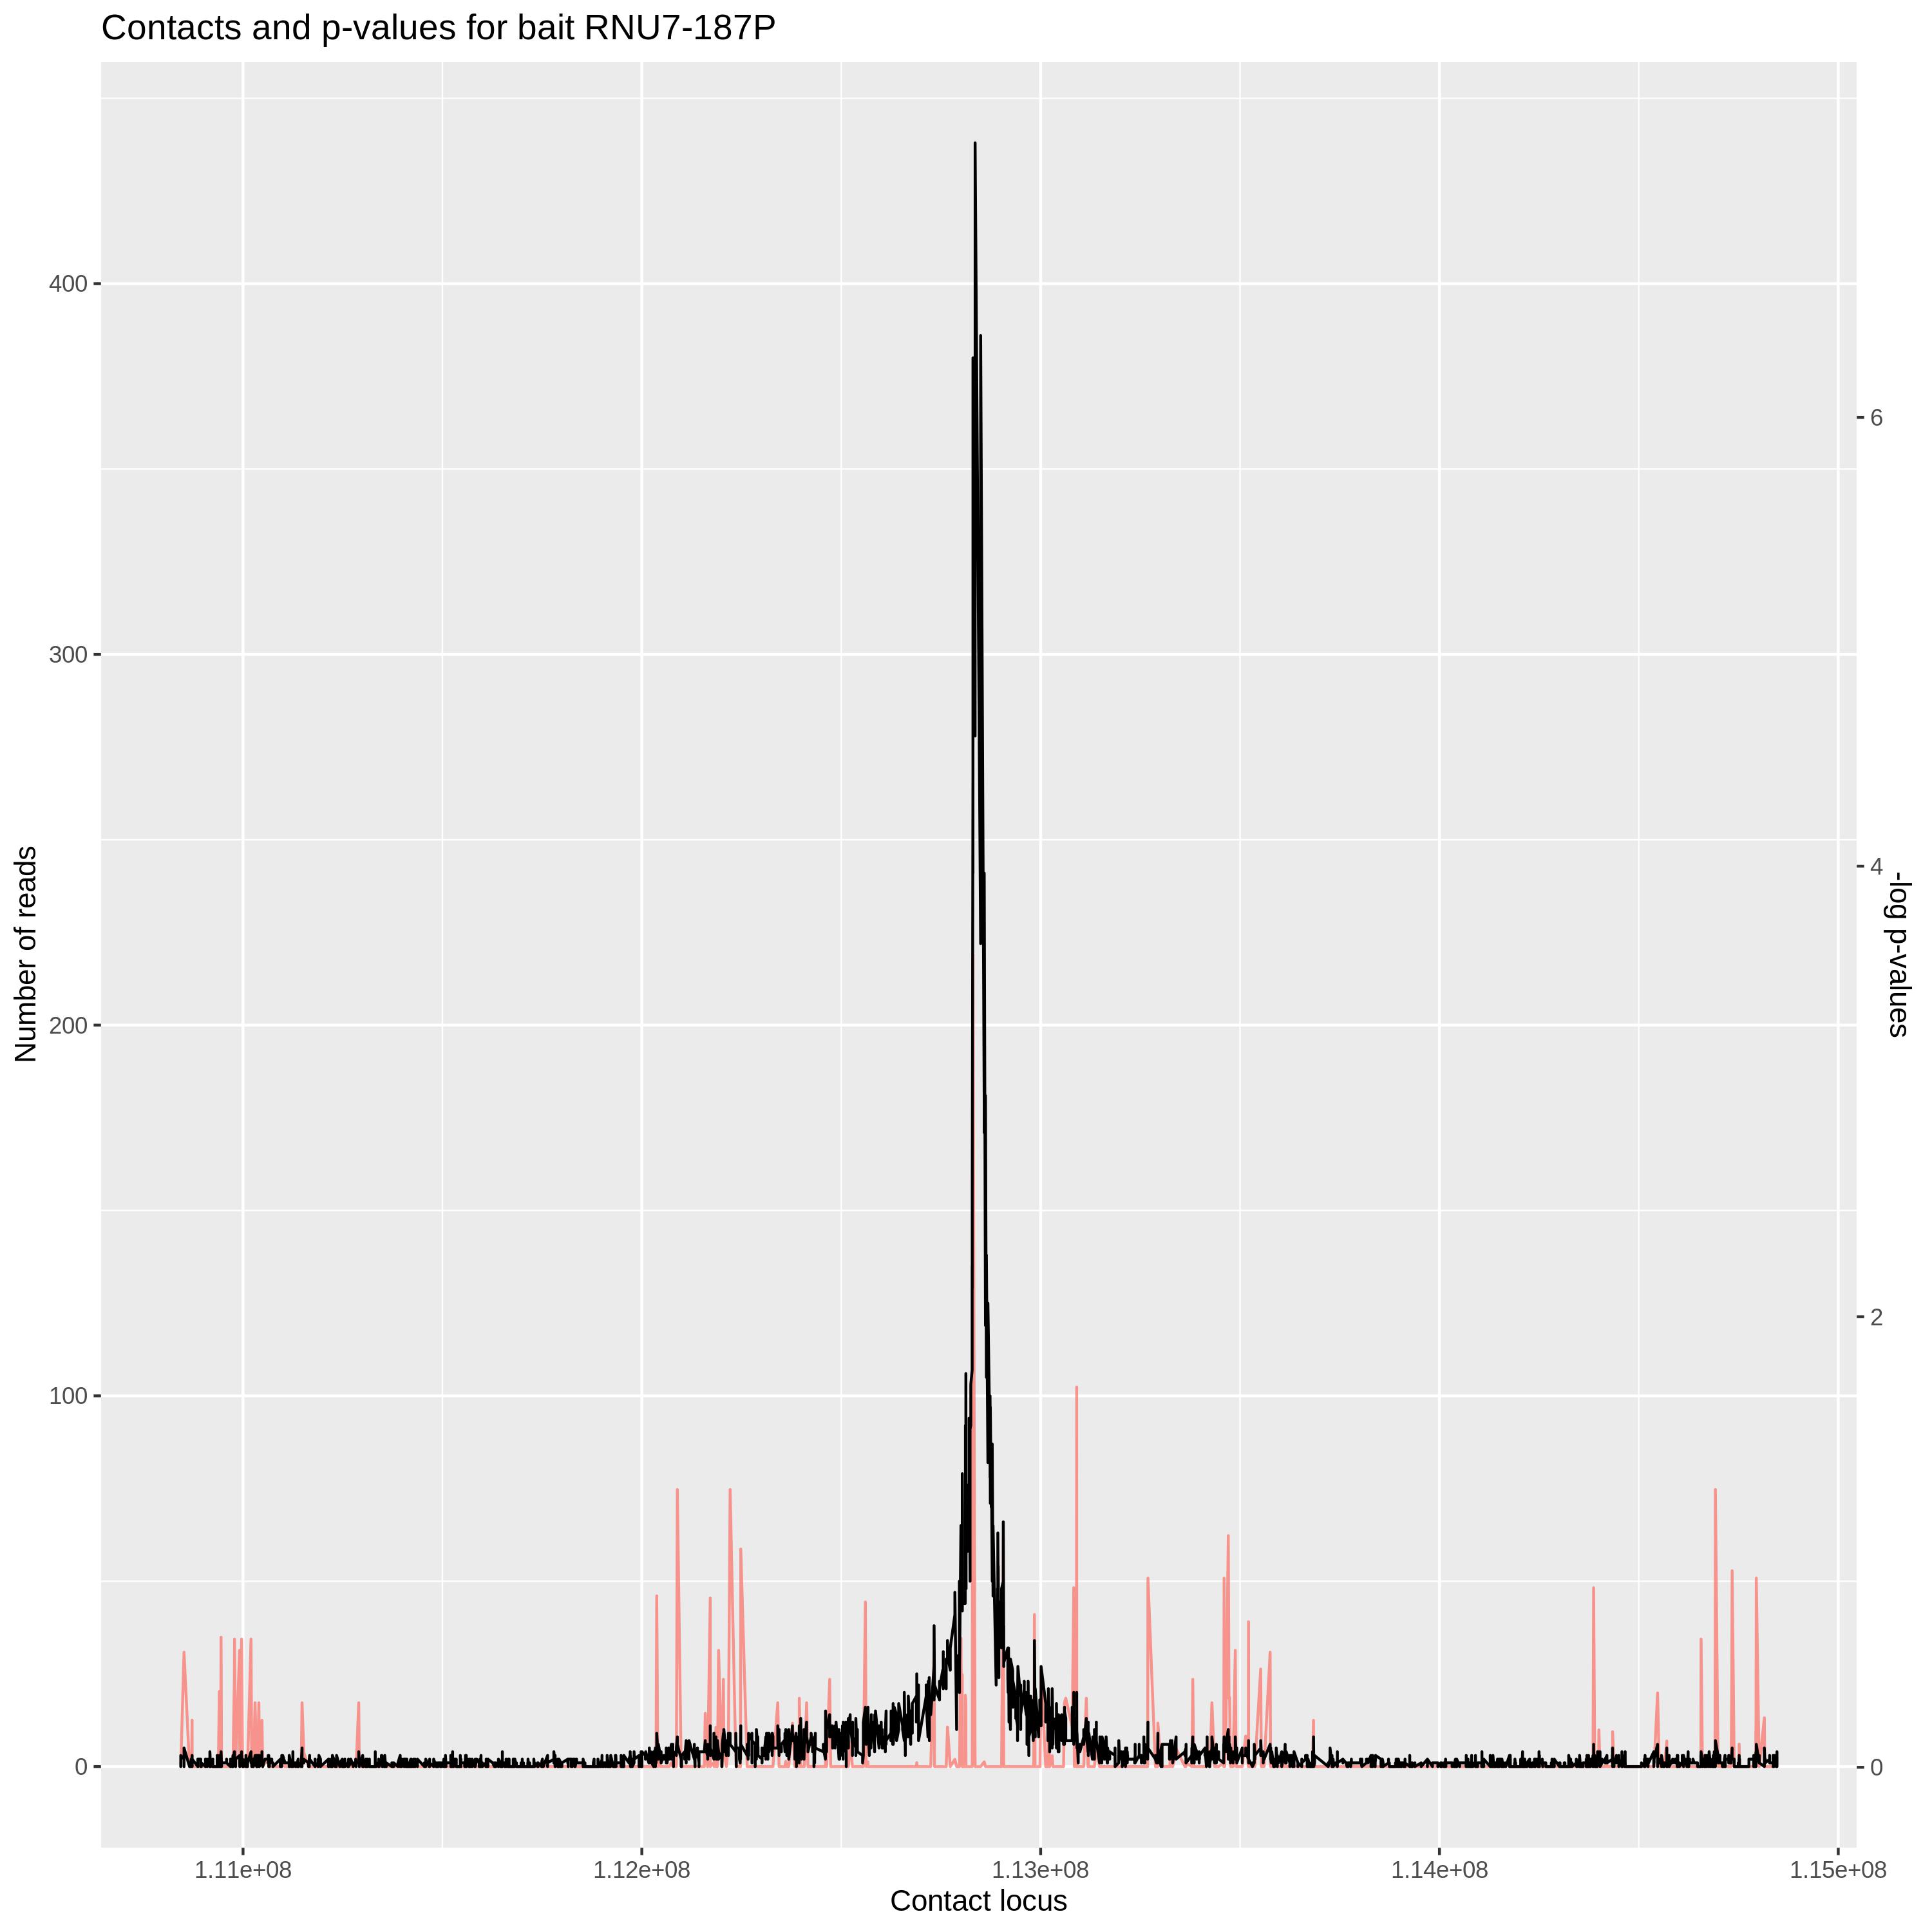 Contacts and p-values for bait RNU7-187P
400
300
200
100
0
Number of reads
6
4
2
0
-log p-values
1.11e+08
1.12e+08
1.13e+08
1.14e+08
1.15e+08
Contact locus